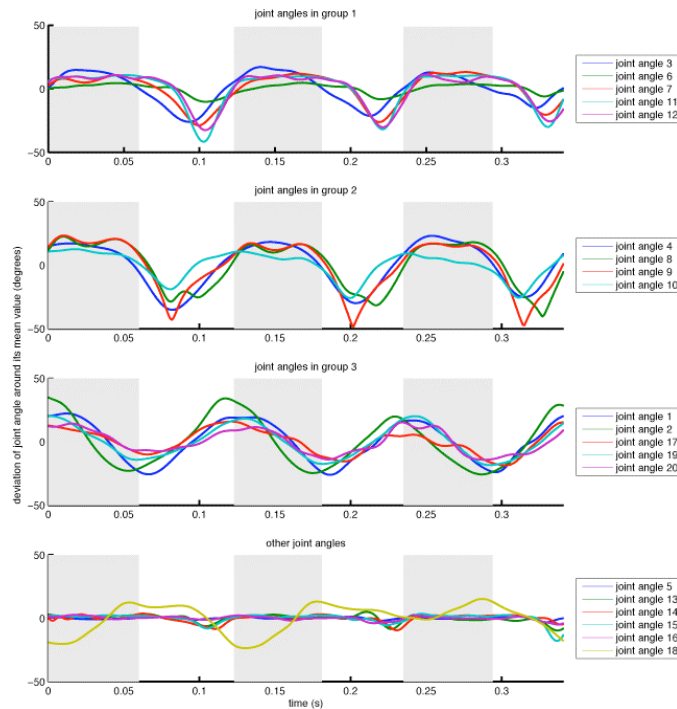 joint angles in group 1
50
0
−50
0
0.05
0.1
0.15
0.2
0.25
0.3
joint angle 3
joint angle 6
joint angle 7
joint angle 11
joint angle 12
joint angles in group 2
50
0
−50
0
0.05
0.1
0.15
0.2
0.25
0.3
joint angle 4
joint angle 8
joint angle 9
joint angle 10
deviation of joint angle around its mean value (degrees)
joint angles in group 3
50
0
−50
0
0.05
0.1
0.15
0.2
0.25
0.3
joint angle 1
joint angle 2
joint angle 17
joint angle 19
joint angle 20
other joint angles
50
0
−50
0
0.05
0.1
0.15
0.2
0.25
0.3
time (s)
joint angle 5
joint angle 13
joint angle 14
joint angle 15
joint angle 16
joint angle 18